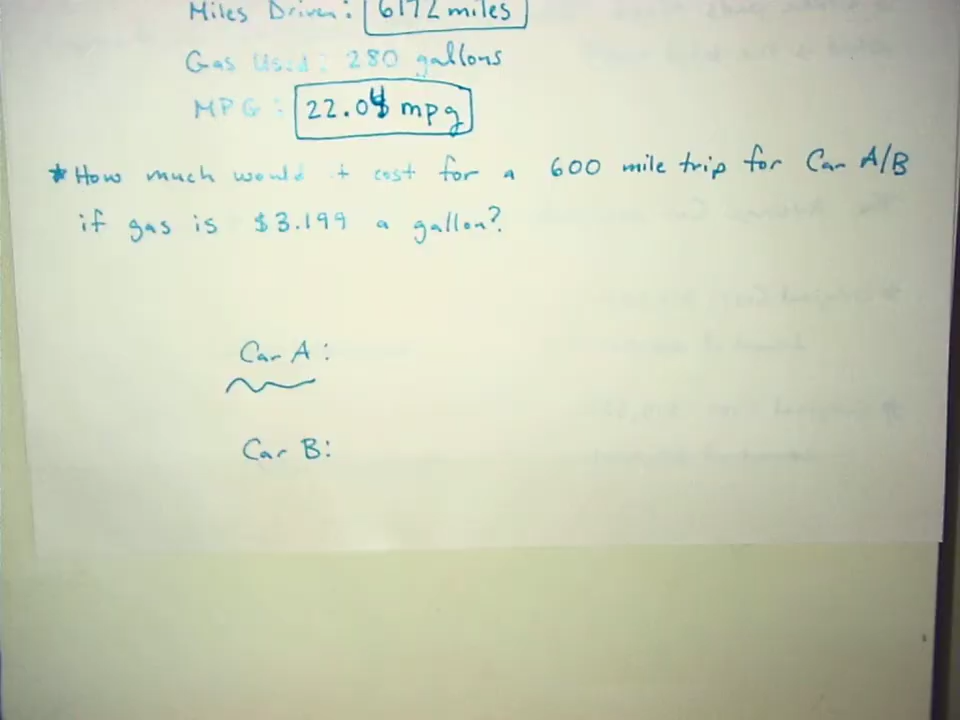 Miles Driven: 6172 miles
Gas Used: 280 gallons
MPG: 22.04 mpg
* How much would it cost for a 600 mile trip for Car A/B
if gas is $3.199 a gallon?
Car A:
Car B: